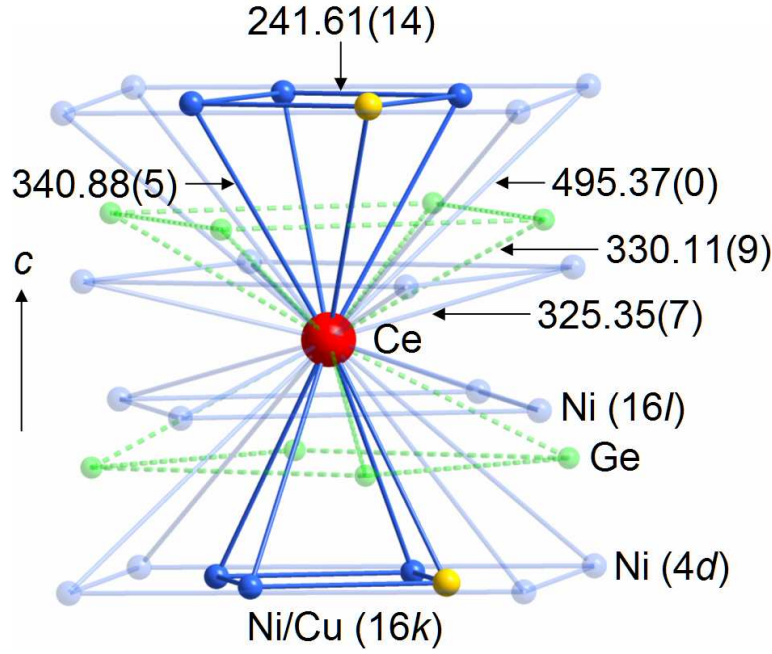 241.61(14)
340.88(5)
495.37(0)
c
330.11(9)
325.35(7)
Ce
Ni (16l)
Ge
Ni (4d)
Ni/Cu (16k)